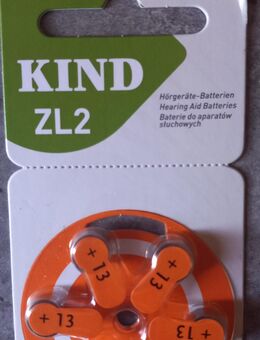 KIND
ZL2
Hörgeräte-Batterien
Hearing Aid Batteries
Baterie do aparatów
słuchowych
+ 13
+ 13
+ 13
+ 13